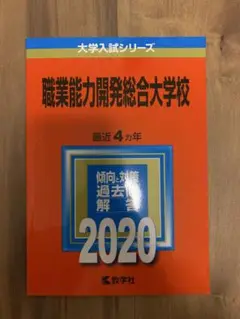 大学入試シリーズ
職業能力開発総合大学校
最近4カ年
傾向と対策
過去問
解答
2020
教学社